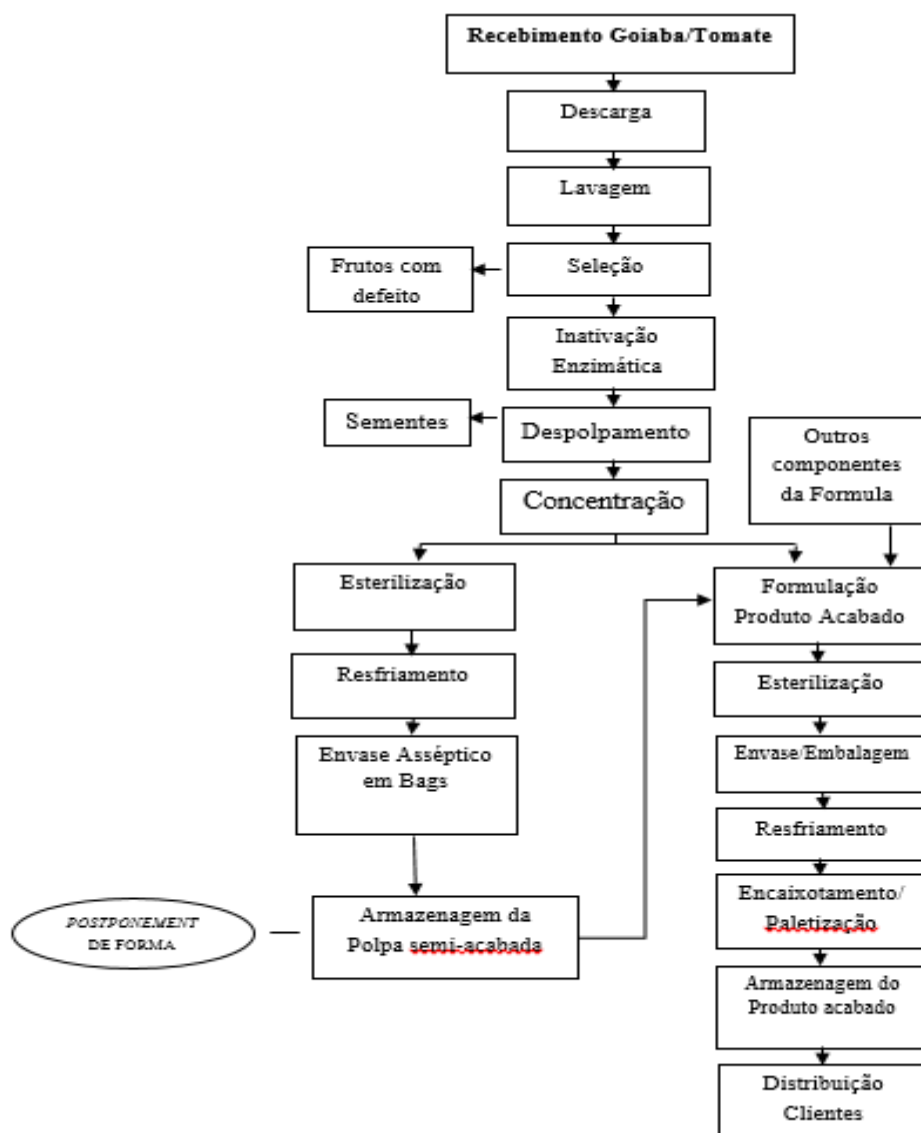 Recebimento Goiaba/Tomate
Descarga
Lavagem
Frutos com
defeito
Seleção
Inativação
Enzimática
Sementes
Despolpamento
Outros
componentes
da Formula
Concentração
Esterilização
Formulação
Produto Acabado
Resfriamento
Esterilização
Envase Asséptico
em Bags
Envase/Embalagem
Resfriamento
POSTPONEMENT
DE FORMA
Armazenagem da
Polpa semi-acabada
Encaixotamento/
Paletização
Armazenagem do
Produto acabado
Distribuição
Clientes